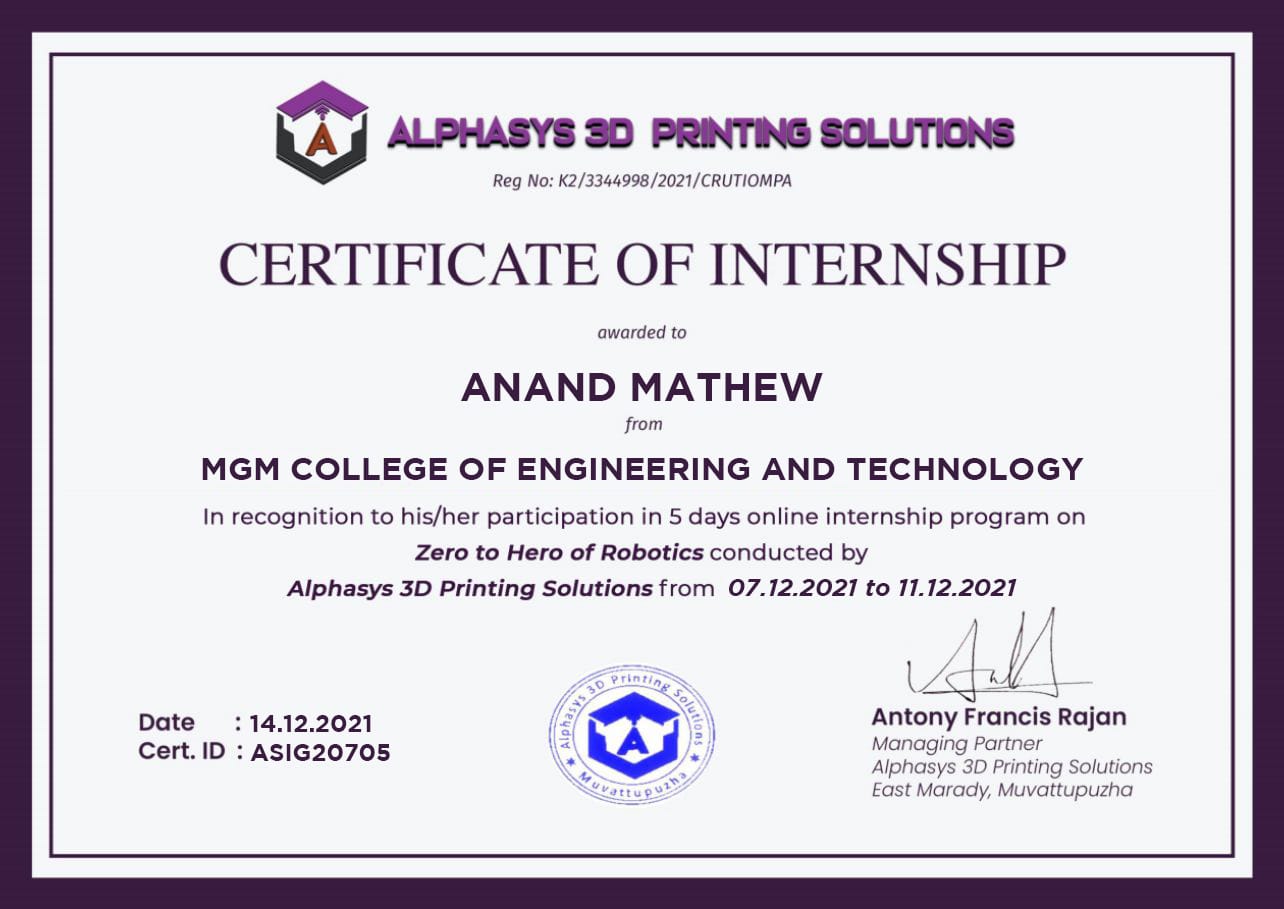 A
ALPHASYS 3D PRINTING SOLUTIONS
Reg No: K2/3344998/2021/CRUTIOMPA
CERTIFICATE OF INTERNSHIP
awarded to
ANAND MATHEW
from
MGM COLLEGE OF ENGINEERING AND TECHNOLOGY
In recognition to his/her participation in 5 days online internship program on
Zero to Hero of Robotics conducted by
Alphasys 3D Printing Solutions from 07.12.2021 to 11.12.2021
Date : 14.12.2021
Cert. ID : ASIG20705
Alphasys 3D Printing Solutions
A
Muvattupuzha
Antony Francis Rajan
Managing Partner
Alphasys 3D Printing Solutions
East Marady, Muvattupuzha